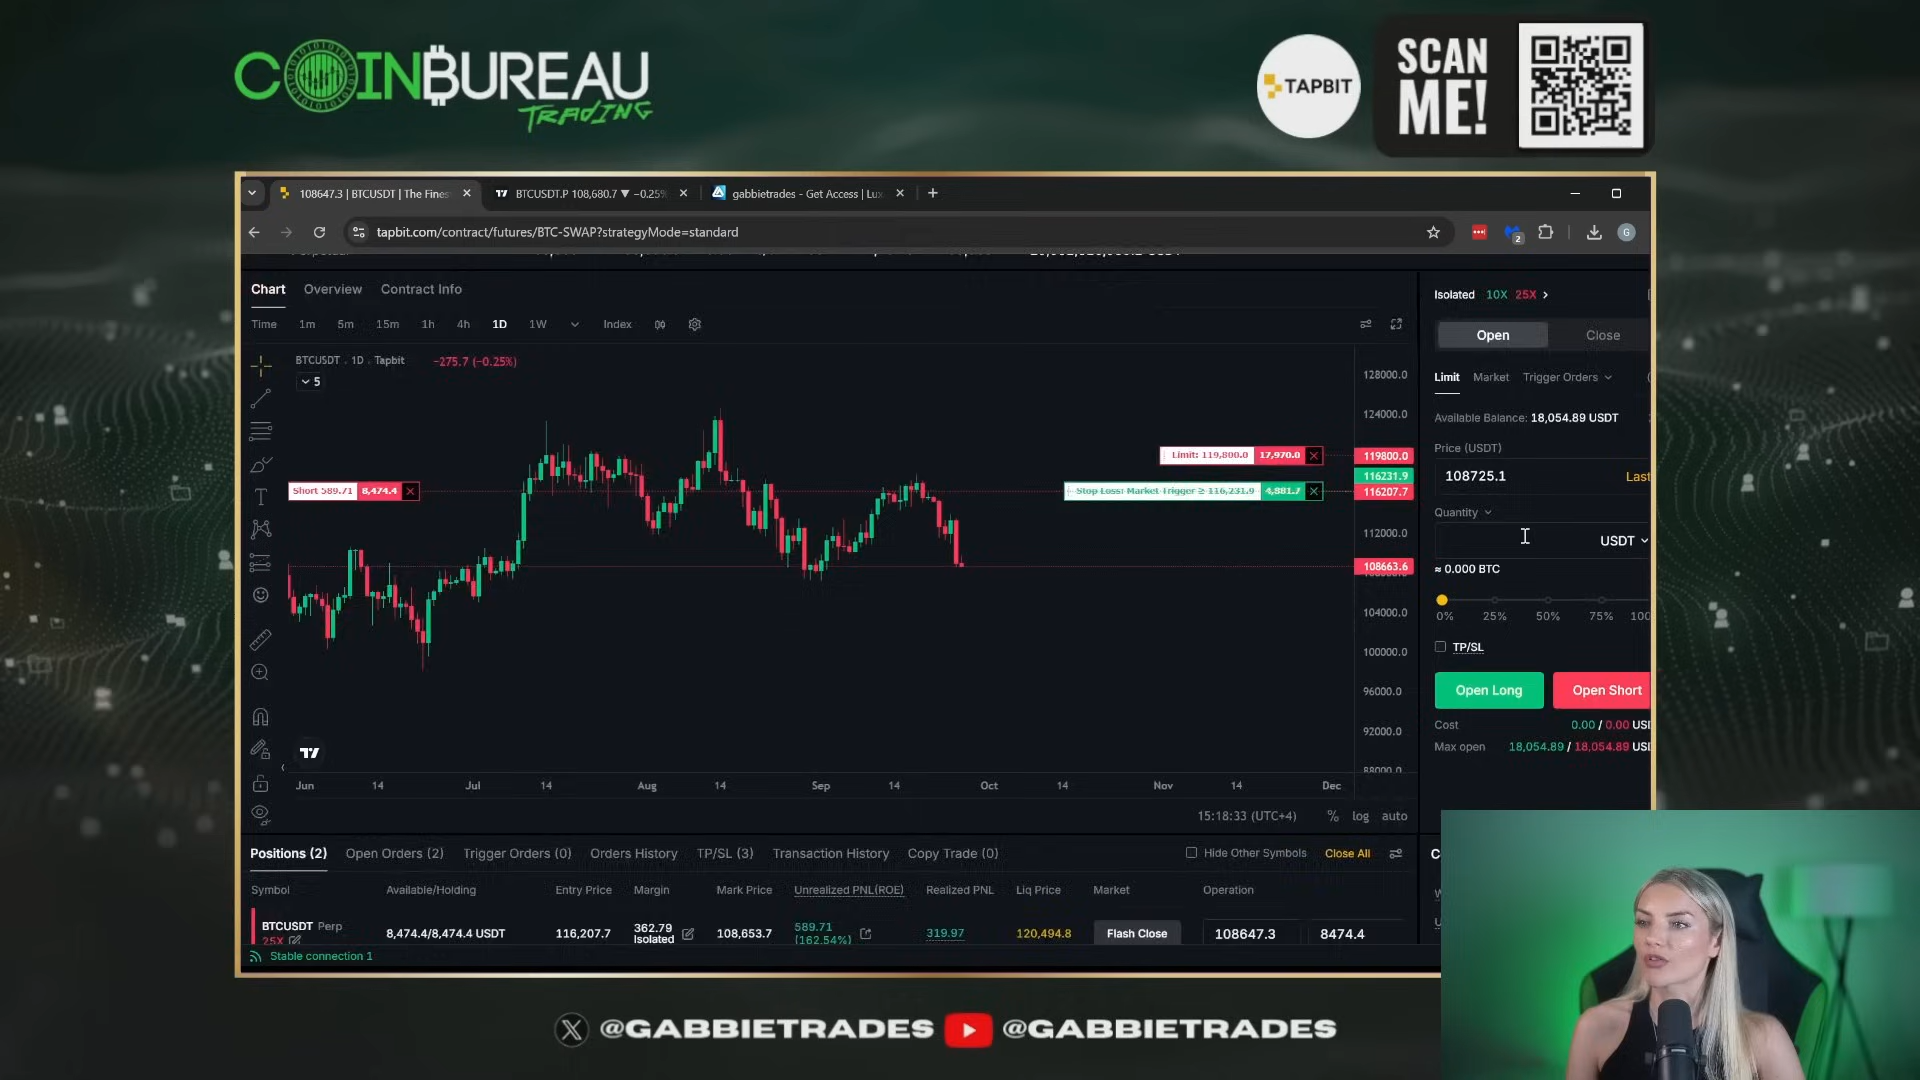 COINBUREAU
TRADING
TAPBIT
SCAN
ME!
108647.3 | BTCUSDT | The Fines
BTCUSDT.P 108,680.7 ▼ −0.25%
gabbietrades - Get Access | Lux
tapbit.com/contract/futures/BTC-SWAP?strategyMode=standard
2
G
Chart Overview Contract Info
Time 1m 5m 15m 1h 4h 1D 1W Index
BTCUSDT . 1D . Tapbit −275.7 (−0.25%)
5
128000.0
124000.0
Limit: 119,800.0 17,970.0
119800.0
116231.9
Short 589.71 8,474.4
Stop Loss: Market Trigger ≥ 116,231.9 4,881.7
116207.7
112000.0
108663.6
104000.0
100000.0
96000.0
92000.0
88000.0
Jun 14 Jul 14 Aug 14 Sep 14 Oct 14 Nov 14 Dec
15:18:33 (UTC+4) % log auto
Isolated 10X 25X
Open Close
Limit Market Trigger Orders
Available Balance: 18,054.89 USDT
Price (USDT)
108725.1 Last
Quantity
USDT
≈ 0.000 BTC
0% 25% 50% 75% 100
TP/SL
Open Long Open Short
Cost 0.00 / 0.00 USI
Max open 18,054.89 / 18,054.89 USI
Positions (2) Open Orders (2) Trigger Orders (0) Orders History TP/SL (3) Transaction History Copy Trade (0) Hide Other Symbols Close All
Symbol Available/Holding Entry Price Margin Mark Price Unrealized PNL(ROE) Realized PNL Liq Price Market Operation
BTCUSDT Perp 8,474.4/8,474.4 USDT 116,207.7 362.79 108,653.7 589.71 319.97 120,494.8 Flash Close 108647.3 8474.4
25X Isolated (162.54%)
Stable connection 1
@GABBIETRADES @GABBIETRADES